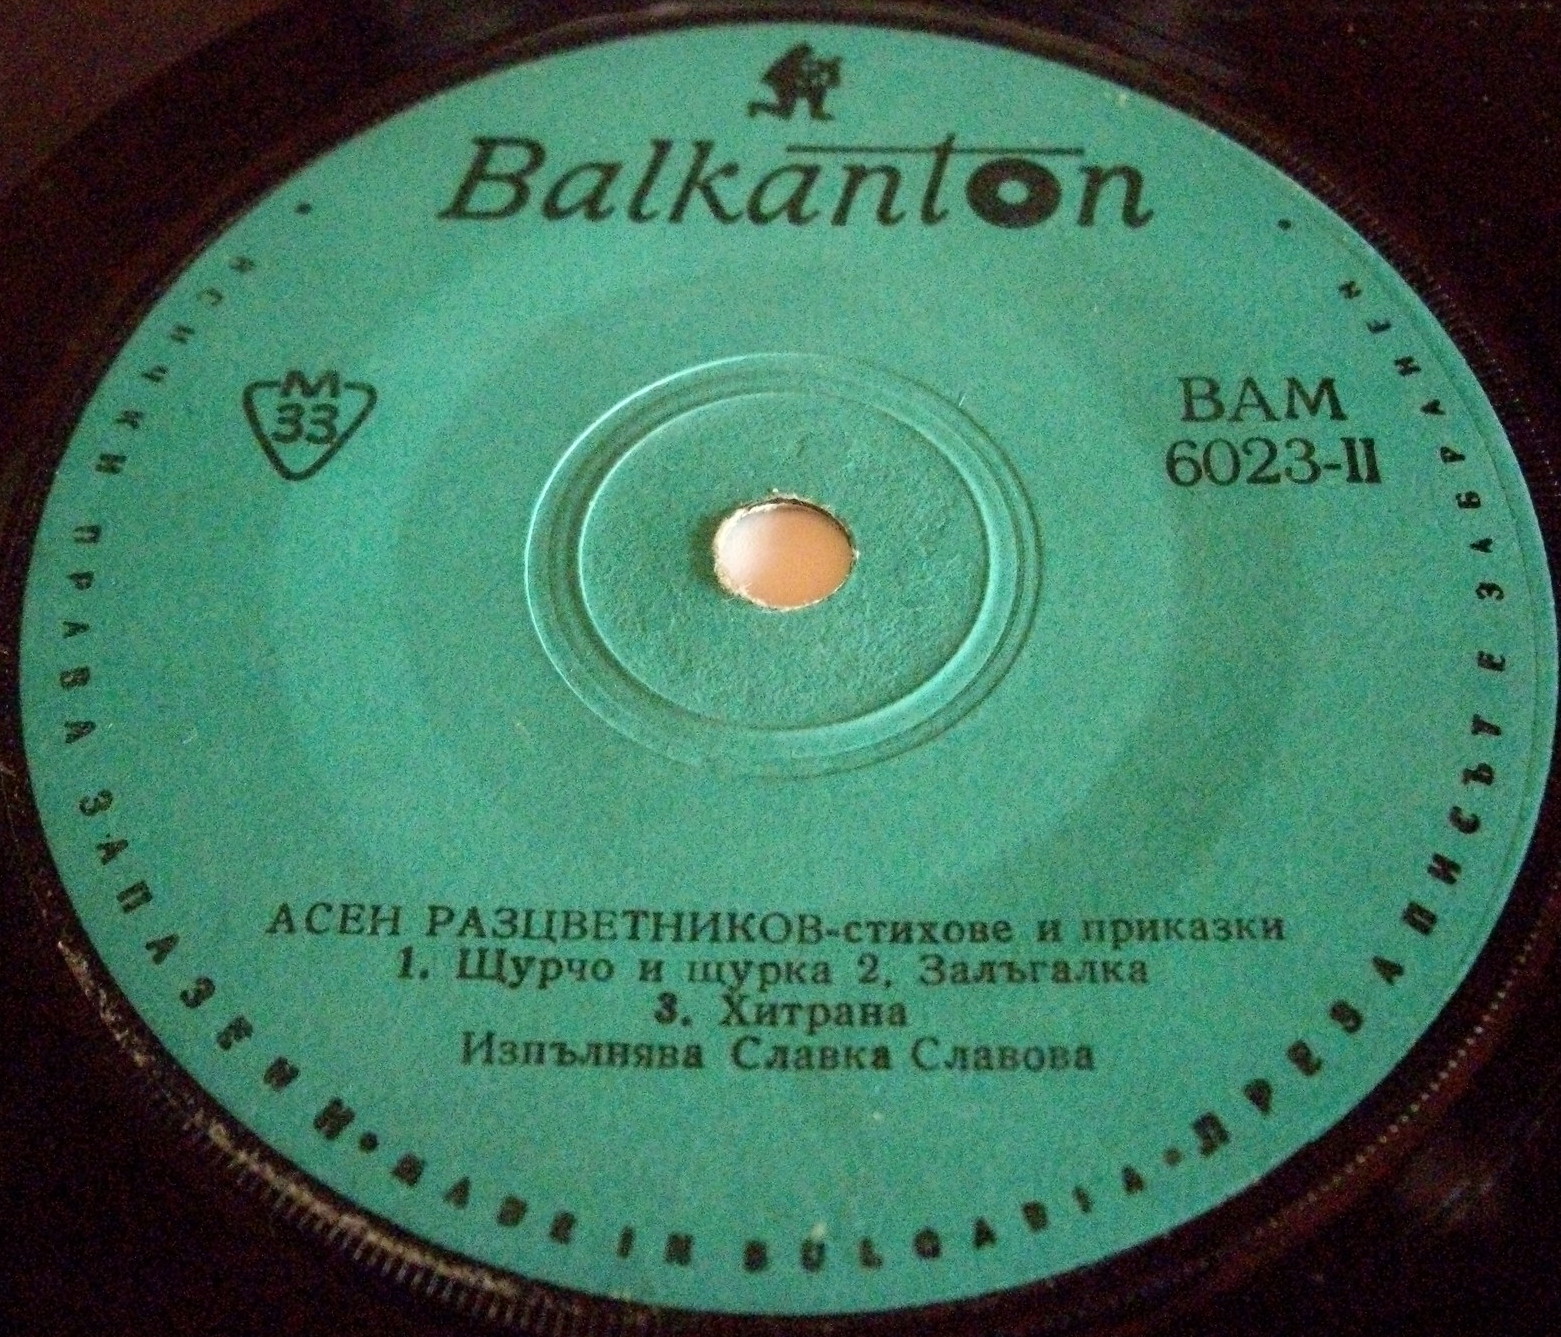 Balkanton
M
33
ВАМ
6023-II
АСЕН РАЗЦВЕТНИКОВ-стихове и приказки
1. Щурчо и щурка 2. Залъгалка
3. Хитрана
Изпълнява Славка Славова
ВСИЧКИ ПРАВА ЗАПАЗЕНИ • MADE IN BULGARIA • ПРЕЗАПИСЪТ Е ЗАБРАНЕН